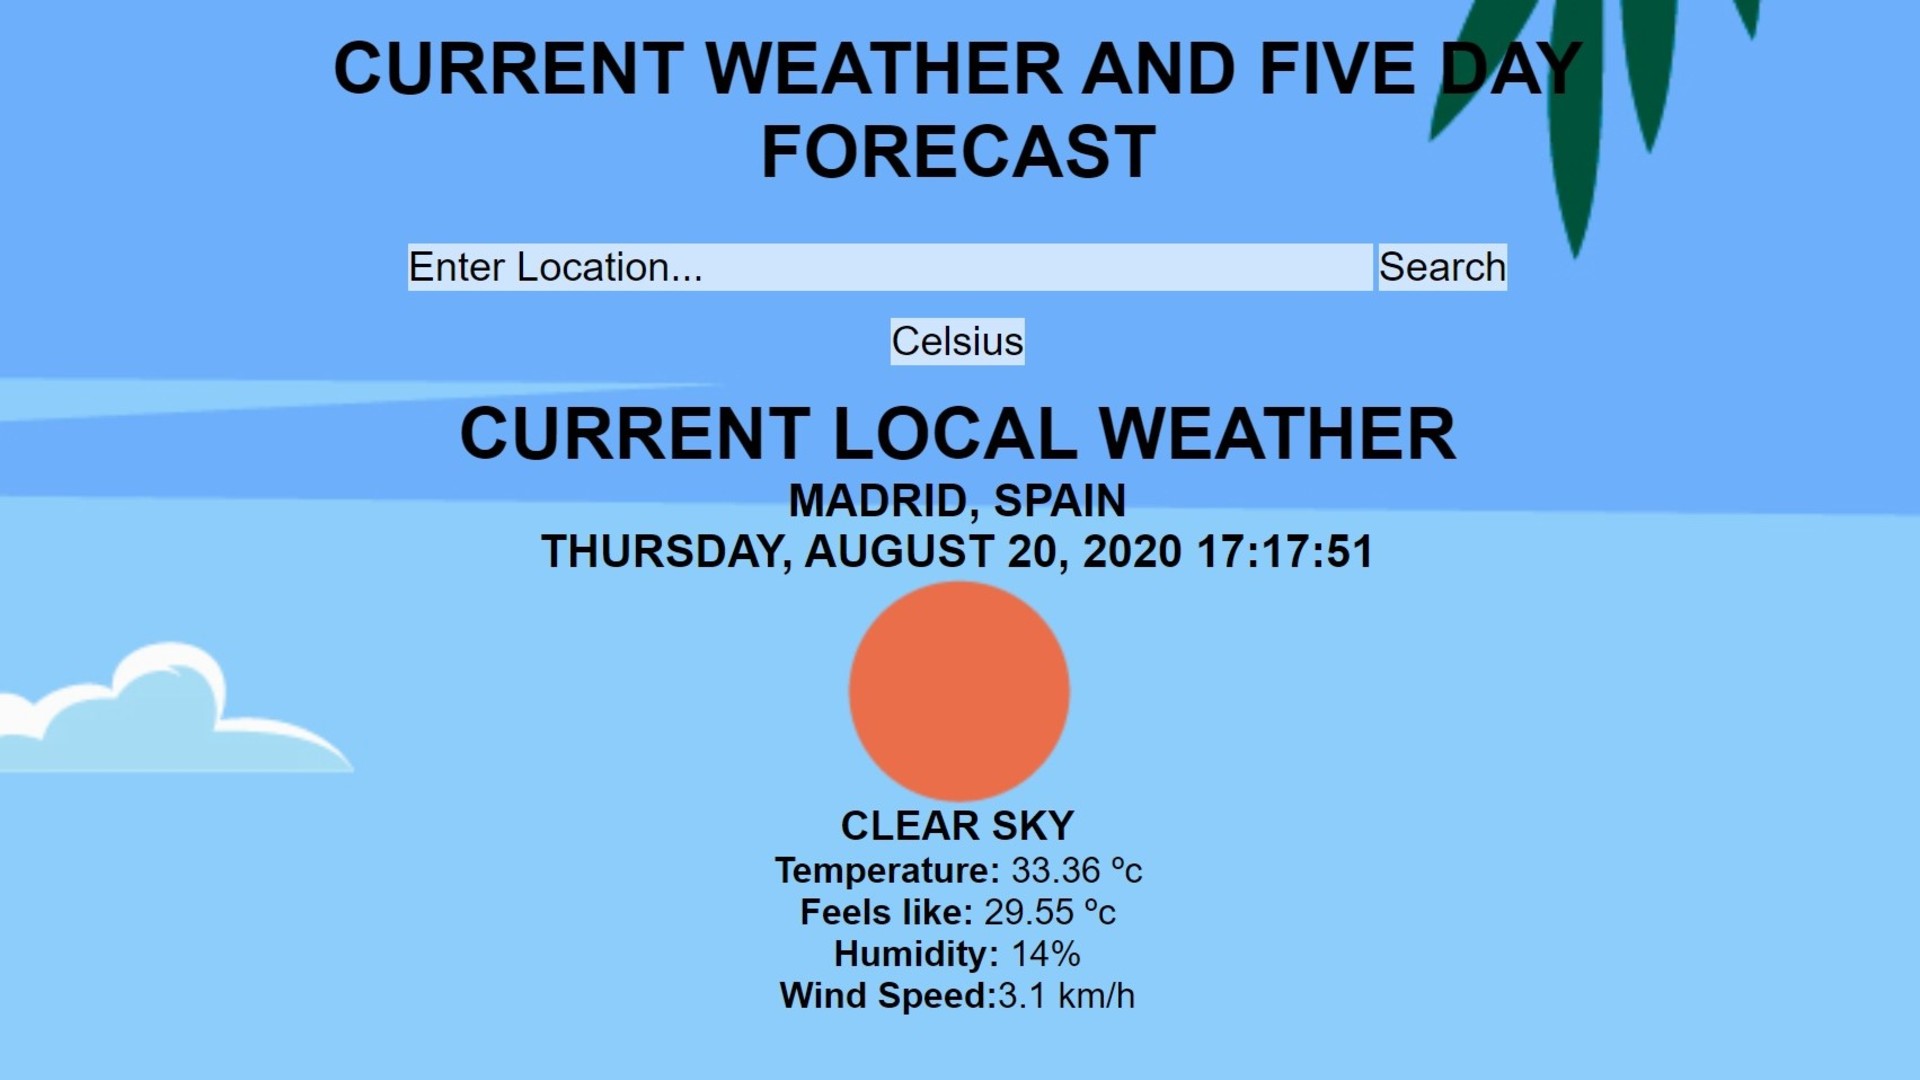 CURRENT WEATHER AND FIVE DAY
FORECAST
Enter Location... Search
Celsius
CURRENT LOCAL WEATHER
MADRID, SPAIN
THURSDAY, AUGUST 20, 2020 17:17:51
CLEAR SKY
Temperature: 33.36 ºc
Feels like: 29.55 ºc
Humidity: 14%
Wind Speed:3.1 km/h